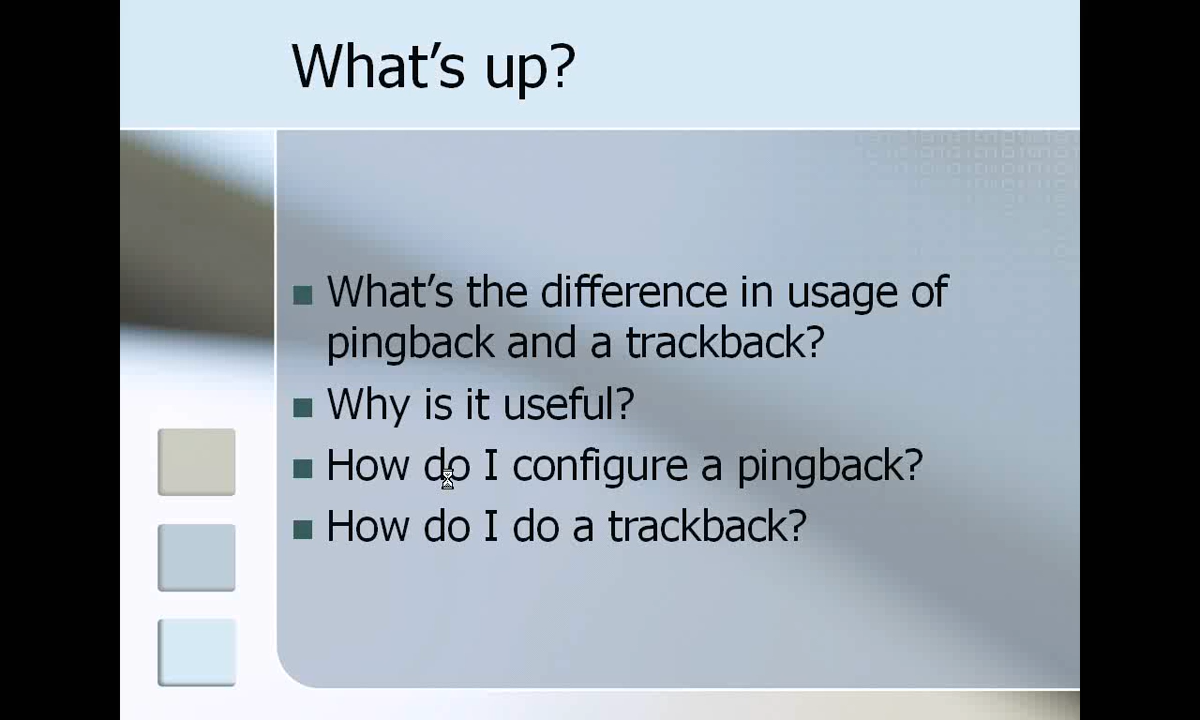 What’s up?
What’s the difference in usage of
pingback and a trackback?
Why is it useful?
How do I configure a pingback?
How do I do a trackback?